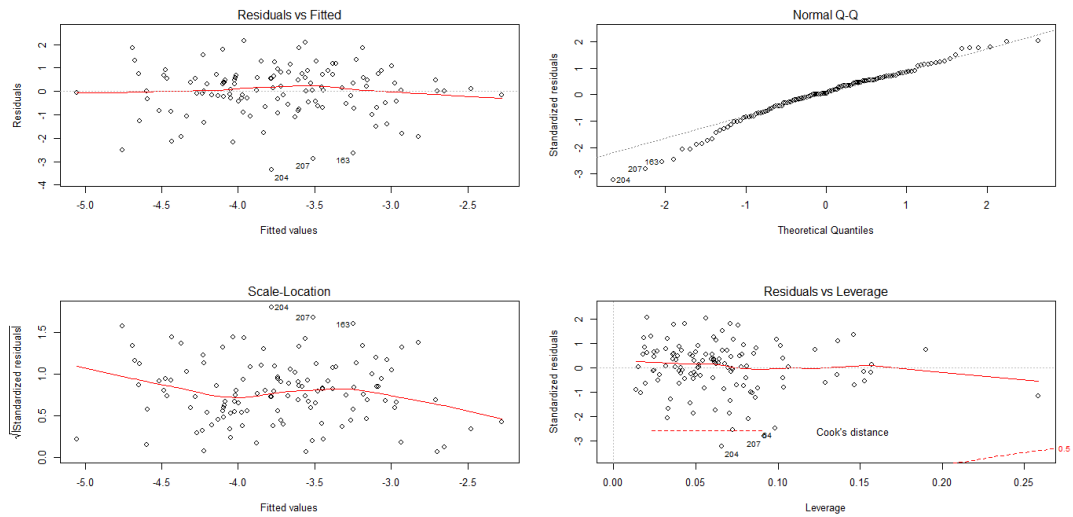 Residuals vs Fitted
Residuals
2
1
0
-1
-2
-3
-4
204
207
163
-5.0 -4.5 -4.0 -3.5 -3.0 -2.5
Fitted values
Normal Q-Q
Standardized residuals
2
1
0
-1
-2
-3
163
207
204
-2 -1 0 1 2
Theoretical Quantiles
Scale-Location
√|Standardized residuals|
1.5
1.0
0.5
0.0
204
207
163
-5.0 -4.5 -4.0 -3.5 -3.0 -2.5
Fitted values
Residuals vs Leverage
Standardized residuals
2
1
0
-1
-2
-3
Cook's distance
207
204
0.5
0.00 0.05 0.10 0.15 0.20 0.25
Leverage